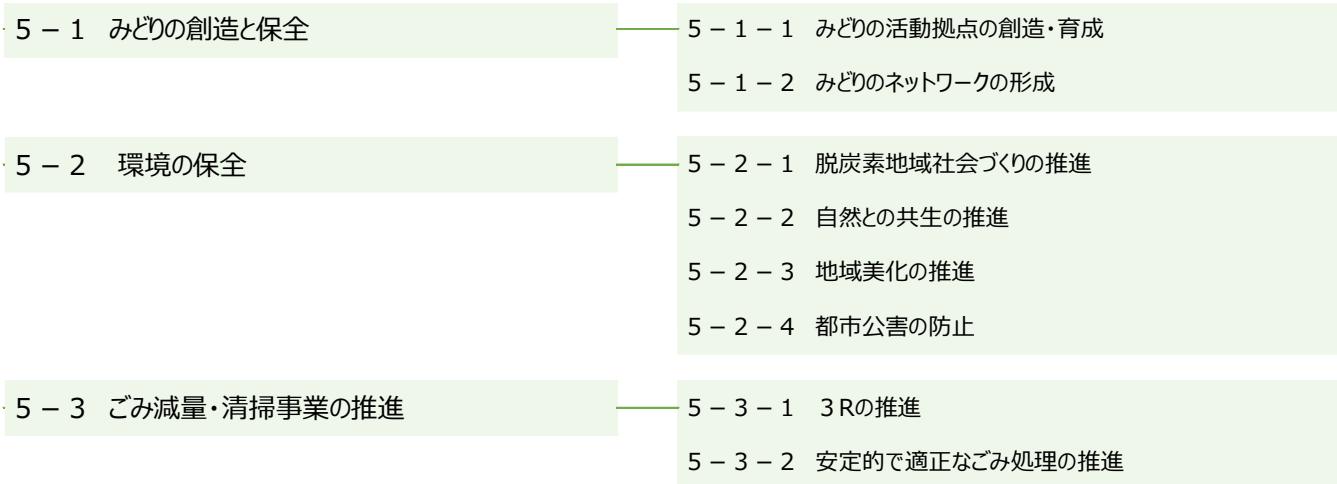 5－1 みどりの創造と保全
5－1－1 みどりの活動拠点の創造・育成
5－1－2 みどりのネットワークの形成
5－2 環境の保全
5－2－1 脱炭素地域社会づくりの推進
5－2－2 自然との共生の推進
5－2－3 地域美化の推進
5－2－4 都市公害の防止
5－3 ごみ減量・清掃事業の推進
5－3－1 3Rの推進
5－3－2 安定的で適正なごみ処理の推進